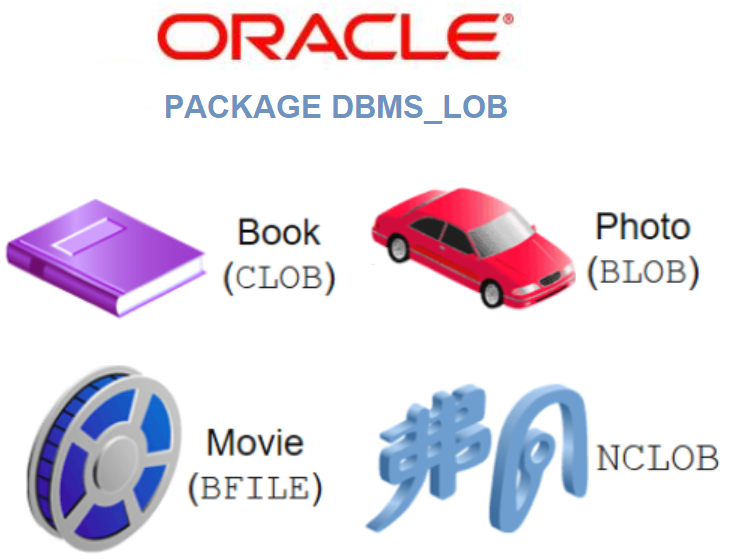 ORACLE®
PACKAGE DBMS_LOB
Book
(CLOB)
Photo
(BLOB)
Movie
(BFILE)
NCLOB